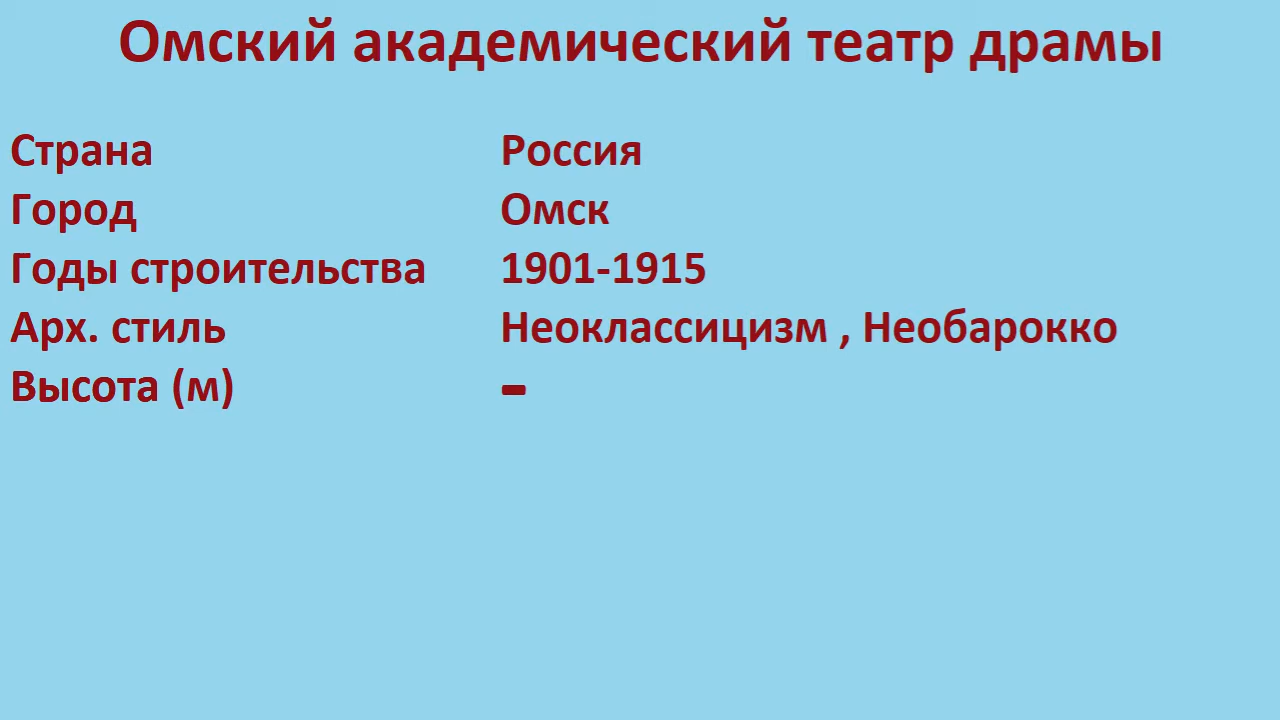 Омский академический театр драмы
Страна Россия
Город Омск
Годы строительства 1901-1915
Арх. стиль Неоклассицизм , Необарокко
Высота (м) -